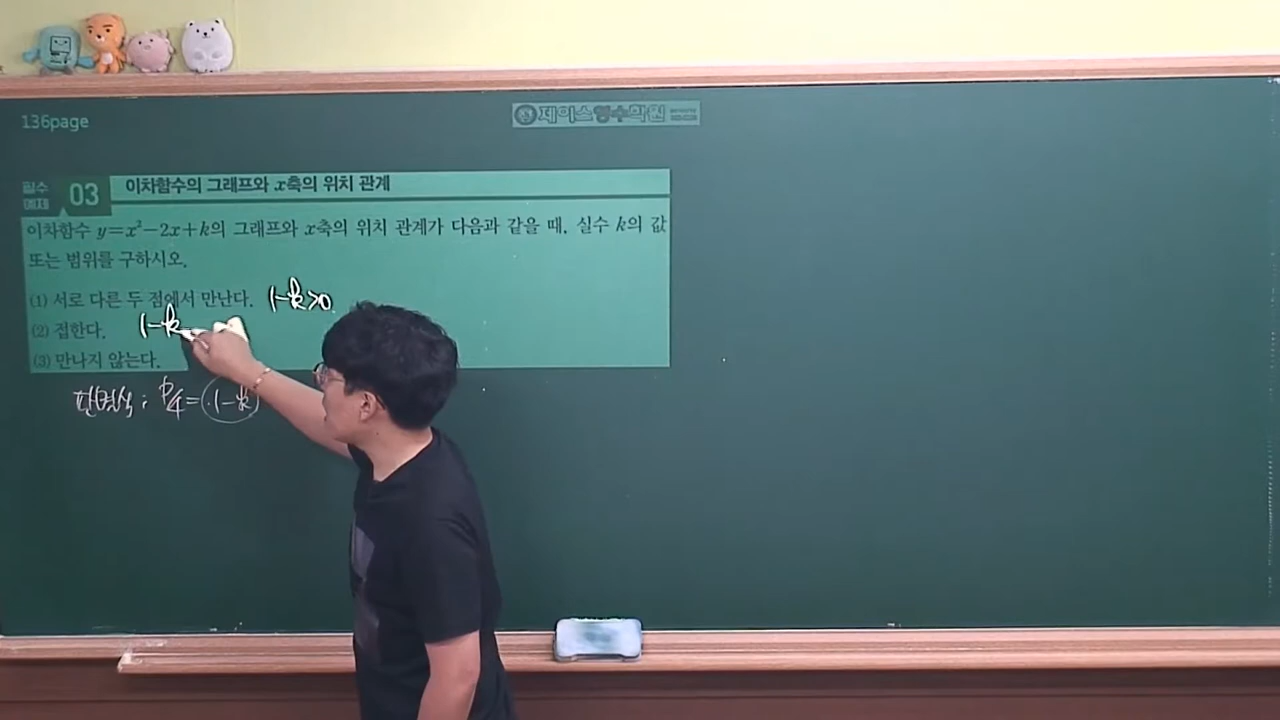 136page
제이스영수학원
필수 예제 03 이차함수의 그래프와 x축의 위치 관계
이차함수 y=x²-2x+k의 그래프와 x축의 위치 관계가 다음과 같을 때, 실수 k의 값
또는 범위를 구하시오.
(1) 서로 다른 두 점에서 만난다. 1-k>0
(2) 접한다. 1-k
(3) 만나지 않는다.
판별식; D/4=1-k